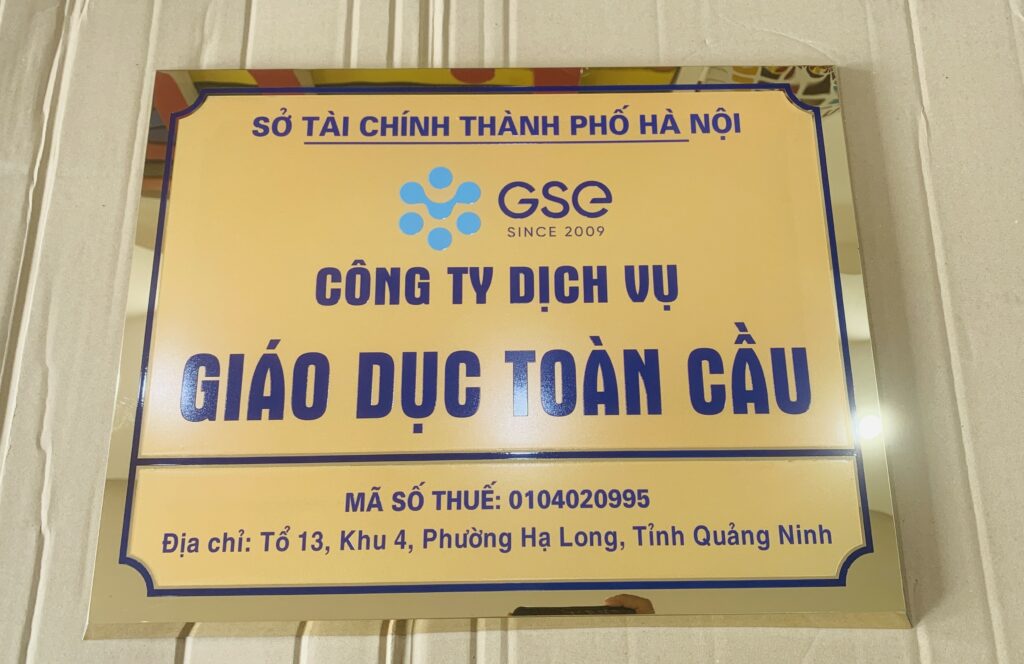 SỞ TÀI CHÍNH THÀNH PHỐ HÀ NỘI
GSe
SINCE 2009
CÔNG TY DỊCH VỤ
GIÁO DỤC TOÀN CẦU
MÃ SỐ THUẾ: 0104020995
Địa chỉ: Tổ 13, Khu 4, Phường Hạ Long, Tỉnh Quảng Ninh